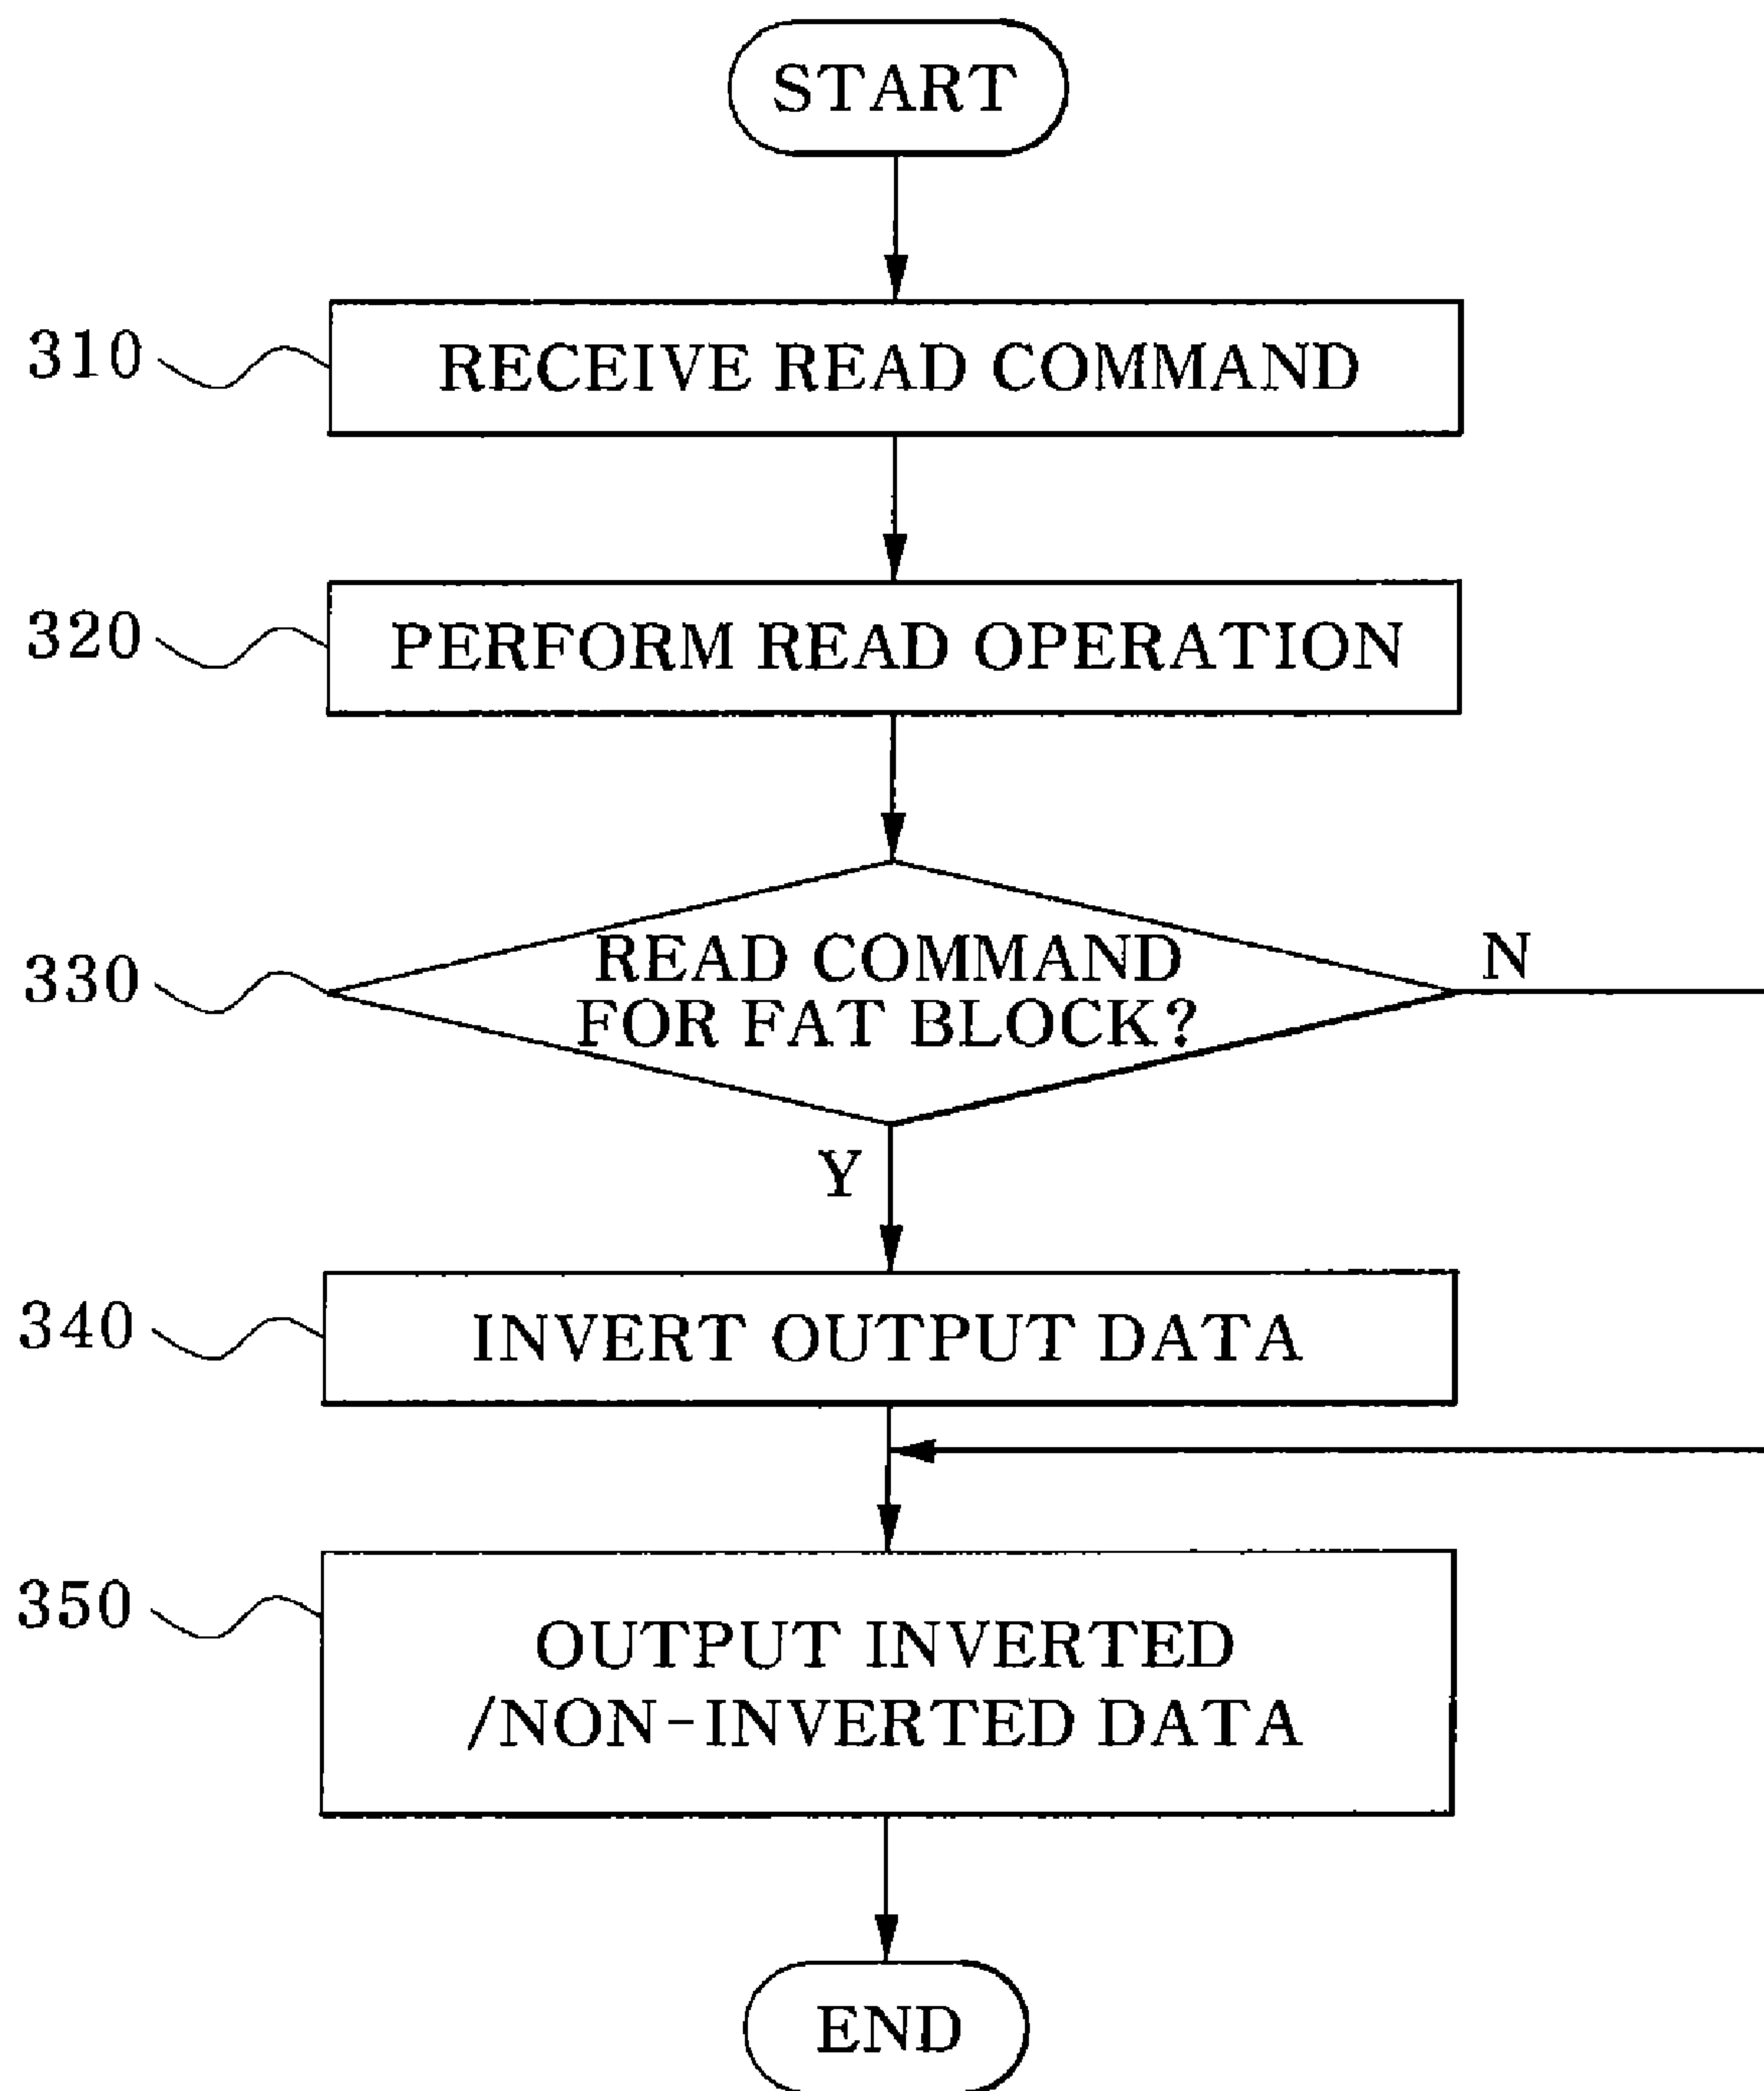 START
310
RECEIVE READ COMMAND
320
PERFORM READ OPERATION
330
READ COMMAND
FOR FAT BLOCK?
N
Y
340
INVERT OUTPUT DATA
350
OUTPUT INVERTED
/NON-INVERTED DATA
END